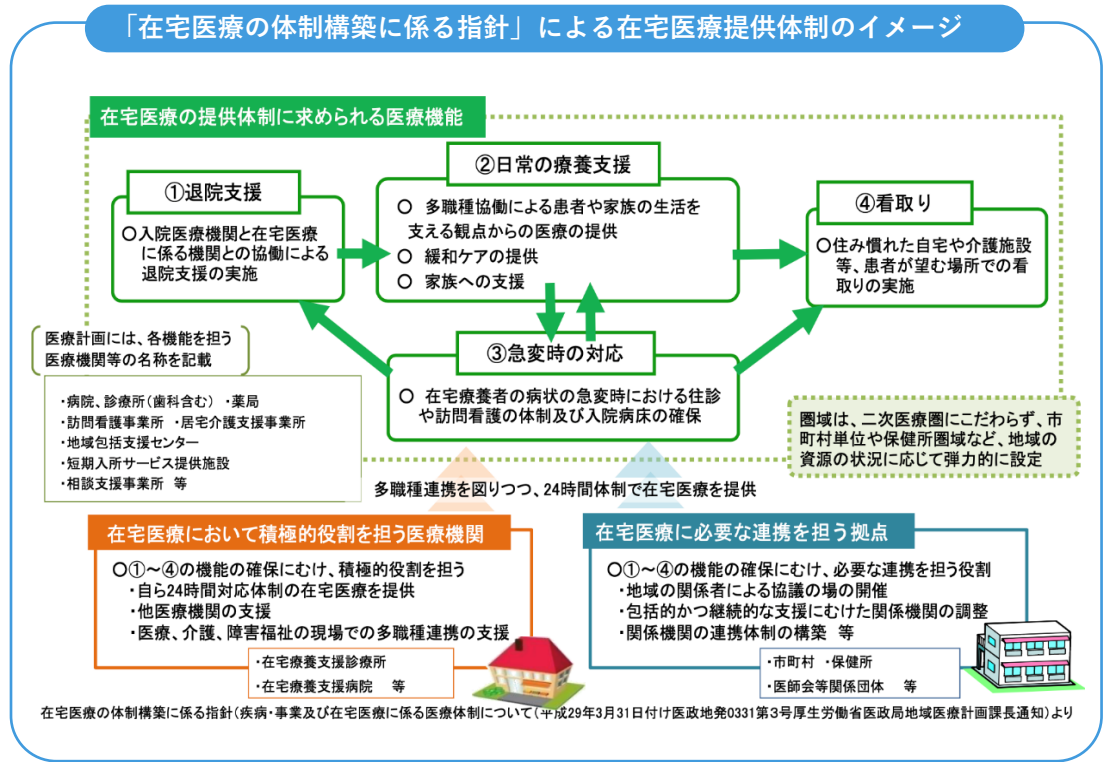 「在宅医療の体制構築に係る指針」による在宅医療提供体制のイメージ
在宅医療の提供体制に求められる医療機能
①退院支援
〇入院医療機関と在宅医療
に係る機関との協働による
退院支援の実施
②日常の療養支援
〇 多職種協働による患者や家族の生活を
支える観点からの医療の提供
〇 緩和ケアの提供
〇 家族への支援
④看取り
〇住み慣れた自宅や介護施設
等、患者が望む場所での看
取りの実施
③急変時の対応
〇 在宅療養者の病状の急変時における往診
や訪問看護の体制及び入院病床の確保
医療計画には、各機能を担う
医療機関等の名称を記載
・病院、診療所(歯科含む) ・薬局
・訪問看護事業所 ・居宅介護支援事業所
・地域包括支援センター
・短期入所サービス提供施設
・相談支援事業所 等
圏域は、二次医療圏にこだわらず、市
町村単位や保健所圏域など、地域の
資源の状況に応じて弾力的に設定
多職種連携を図りつつ、24時間体制で在宅医療を提供
在宅医療において積極的役割を担う医療機関
〇①～④の機能の確保にむけ、積極的役割を担う
・自ら24時間対応体制の在宅医療を提供
・他医療機関の支援
・医療、介護、障害福祉の現場での多職種連携の支援
・在宅療養支援診療所
・在宅療養支援病院 等
在宅医療に必要な連携を担う拠点
〇①～④の機能の確保にむけ、必要な連携を担う役割
・地域の関係者による協議の場の開催
・包括的かつ継続的な支援にむけた関係機関の調整
・関係機関の連携体制の構築 等
・市町村 ・保健所
・医師会等関係団体 等
在宅医療の体制構築に係る指針(疾病・事業及び在宅医療に係る医療体制について(平成29年3月31日付け医政地発0331第3号厚生労働省医政局地域医療計画課長通知)より